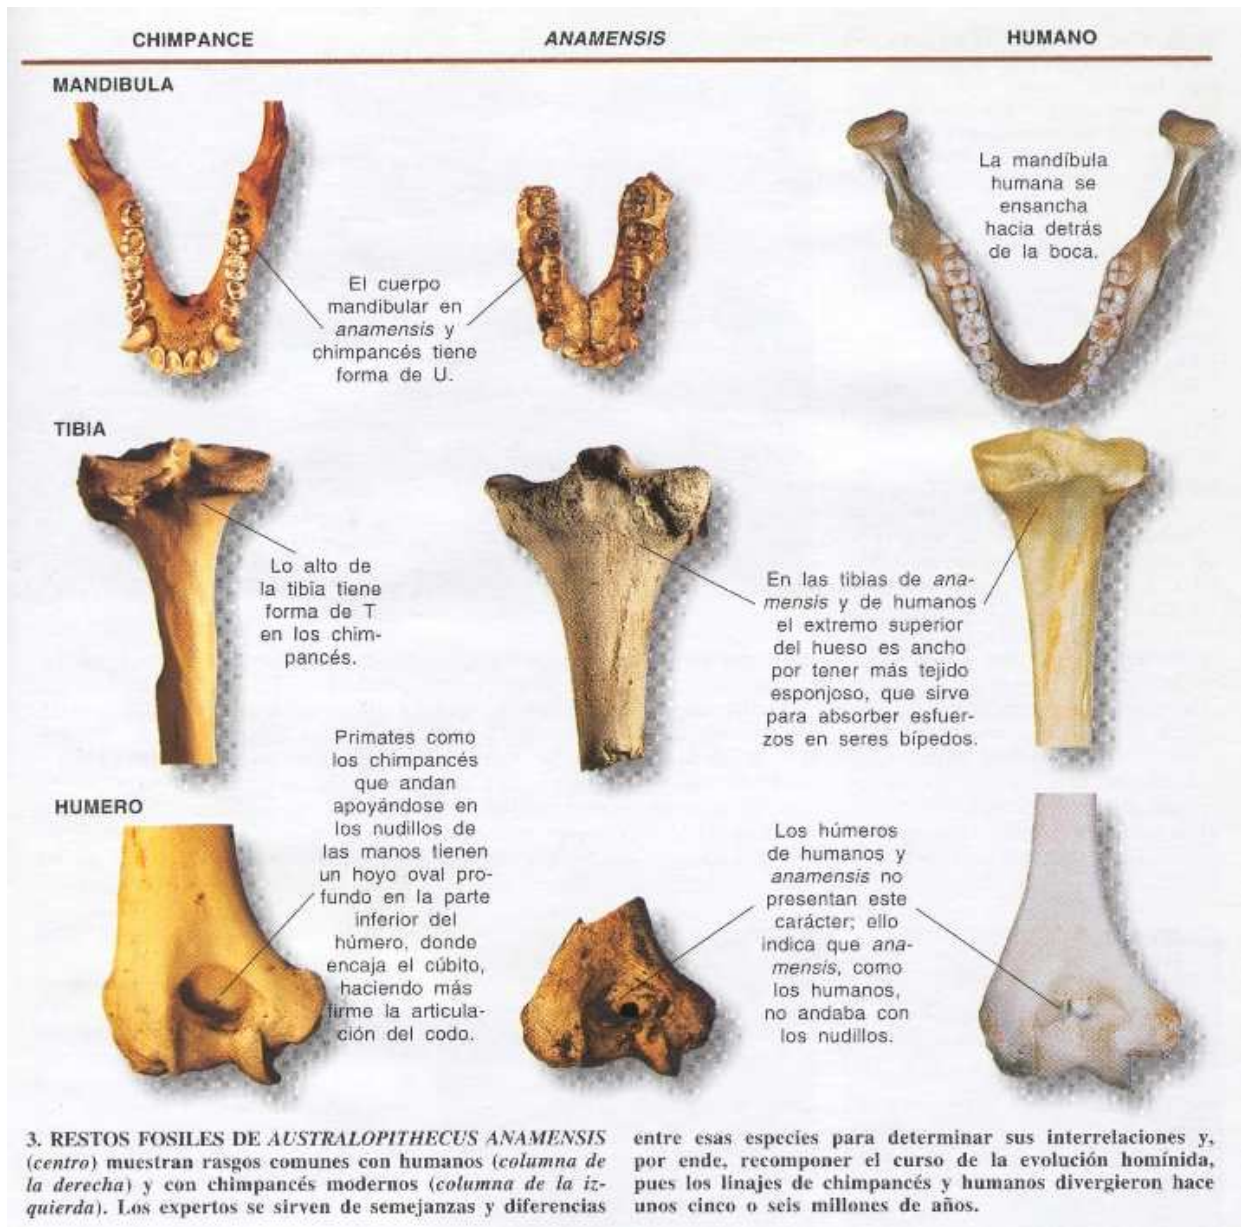 CHIMPANCE
ANAMENSIS
HUMANO
MANDIBULA
El cuerpo
mandibular en
anamensis y
chimpancés tiene
forma de U.
La mandíbula
humana se
ensancha
hacia detrás
de la boca.
TIBIA
Lo alto de
la tibia tiene
forma de T
en los chim-
pancés.
En las tibias de ana-
mensis y de humanos
el extremo superior
del hueso es ancho
por tener más tejido
esponjoso, que sirve
para absorber esfuer-
zos en seres bípedos.
HUMERO
Primates como
los chimpancés
que andan
apoyándose en
los nudillos de
las manos tienen
un hoyo oval pro-
fundo en la parte
inferior del
húmero, donde
encaja el cúbito,
haciendo más
firme la articula-
ción del codo.
Los húmeros
de humanos y
anamensis no
presentan este
carácter; ello
indica que ana-
mensis, como
los humanos,
no andaba con
los nudillos.
3. RESTOS FOSILES DE AUSTRALOPITHECUS ANAMENSIS
(centro) muestran rasgos comunes con humanos (columna de
la derecha) y con chimpancés modernos (columna de la iz-
quierda). Los expertos se sirven de semejanzas y diferencias
entre esas especies para determinar sus interrelaciones y,
por ende, recomponer el curso de la evolución homínida,
pues los linajes de chimpancés y humanos divergieron hace
unos cinco o seis millones de años.